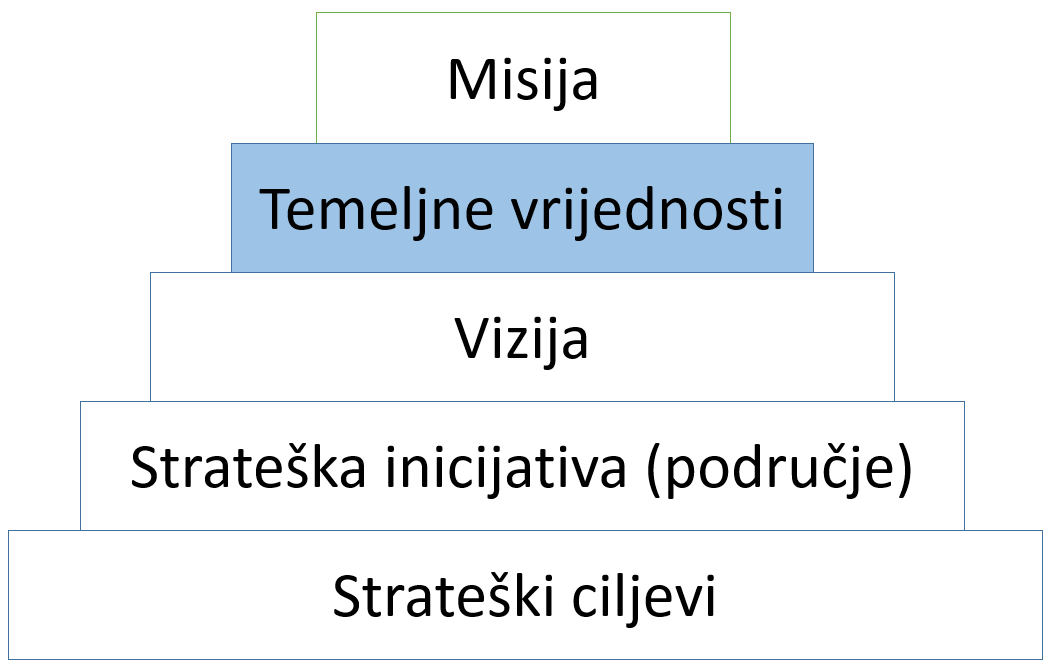 Misija
Temeljne vrijednosti
Vizija
Strateška inicijativa (područje)
Strateški ciljevi